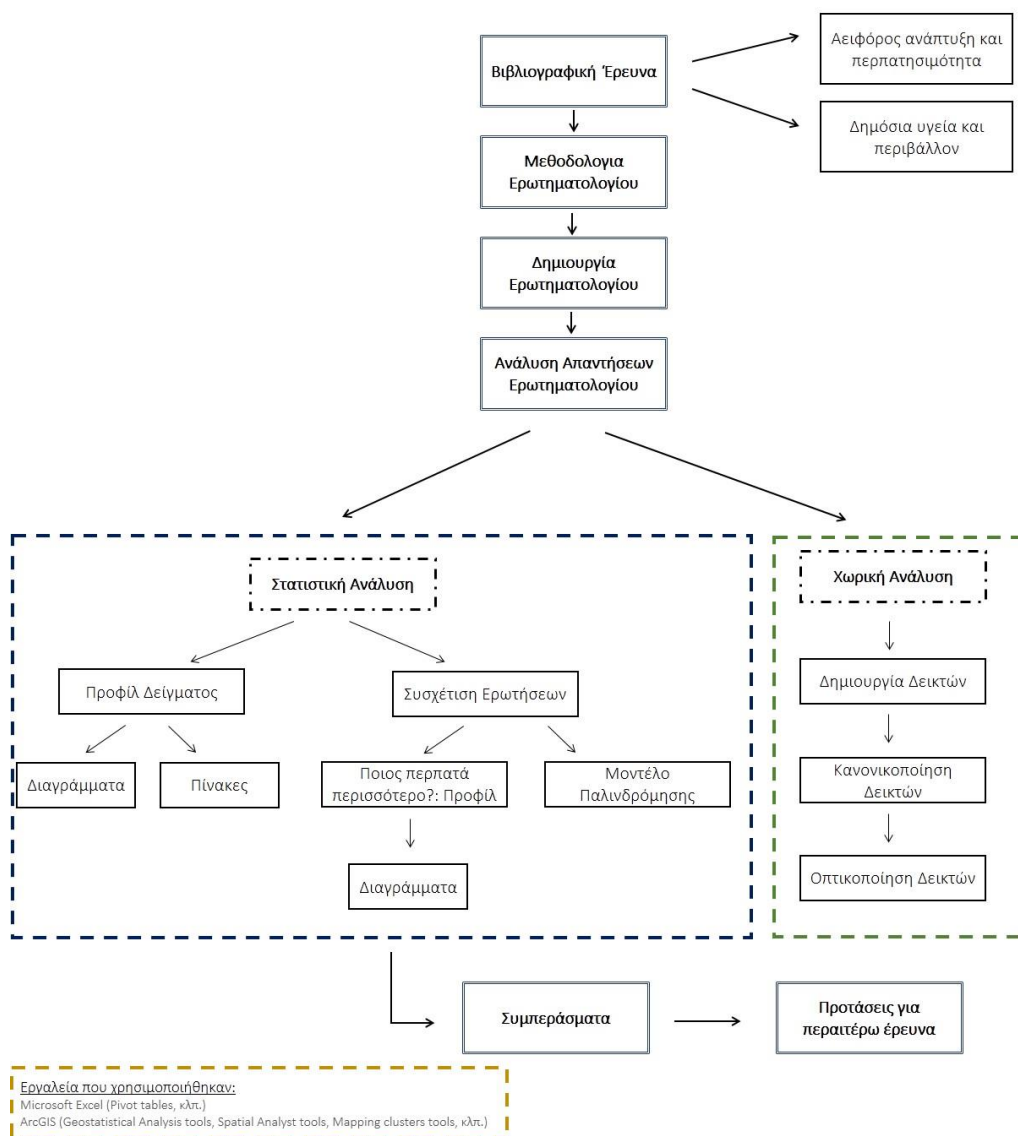 Βιβλιογραφική Έρευνα
Αειφόρος ανάπτυξη και
περπατησιμότητα
Δημόσια υγεία και
περιβάλλον
Μεθοδολογια
Ερωτηματολογίου
Δημιουργία
Ερωτηματολογίου
Ανάλυση Απαντήσεων
Ερωτηματολογίου
Στατιστική Ανάλυση
Προφίλ Δείγματος
Συσχέτιση Ερωτήσεων
Διαγράμματα
Πίνακες
Ποιος περπατά
περισσότερο?: Προφίλ
Μοντέλο
Παλινδρόμησης
Διαγράμματα
Χωρική Ανάλυση
Δημιουργία Δεικτών
Κανονικοποίηση
Δεικτών
Οπτικοποίηση Δεικτών
Συμπεράσματα
Προτάσεις για
περαιτέρω έρευνα
Εργαλεία που χρησιμοποιήθηκαν:
Microsoft Excel (Pivot tables, κλπ.)
ArcGIS (Geostatistical Analysis tools, Spatial Analyst tools, Mapping clusters tools, κλπ.)